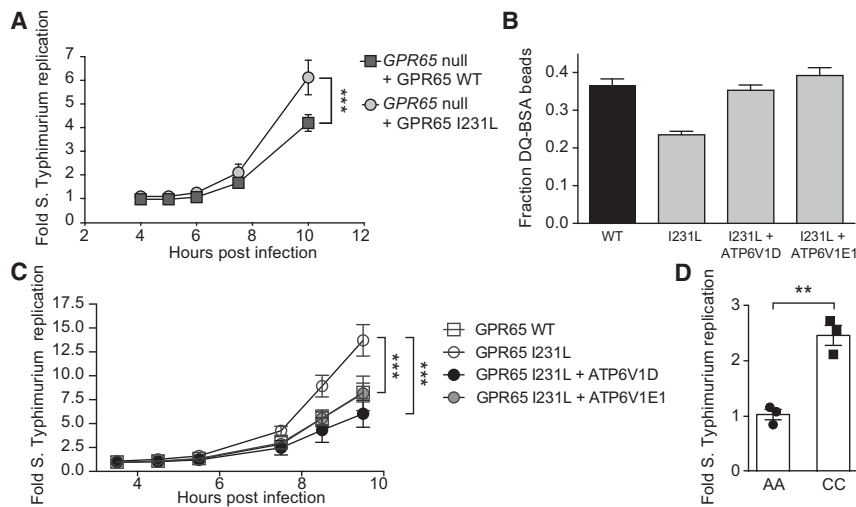 A
Fold S. Typhimurium replication
7
6
5
4
3
2
1
0
2 4 6 8 10 12
Hours post infection
***
GPR65 null
+ GPR65 WT
GPR65 null
+ GPR65 I231L
B
Fraction DQ-BSA beads
0.4
0.3
0.2
0.1
0.0
WT
I231L
I231L +
ATP6V1D
I231L +
ATP6V1E1
C
Fold S. Typhimurium replication
17.5
15.0
12.5
10.0
7.5
5.0
2.5
0.0
4 6 8 10
Hours post infection
***
***
GPR65 WT
GPR65 I231L
GPR65 I231L + ATP6V1D
GPR65 I231L + ATP6V1E1
D
Fold S. Typhimurium replication
3
2
1
0
**
AA CC